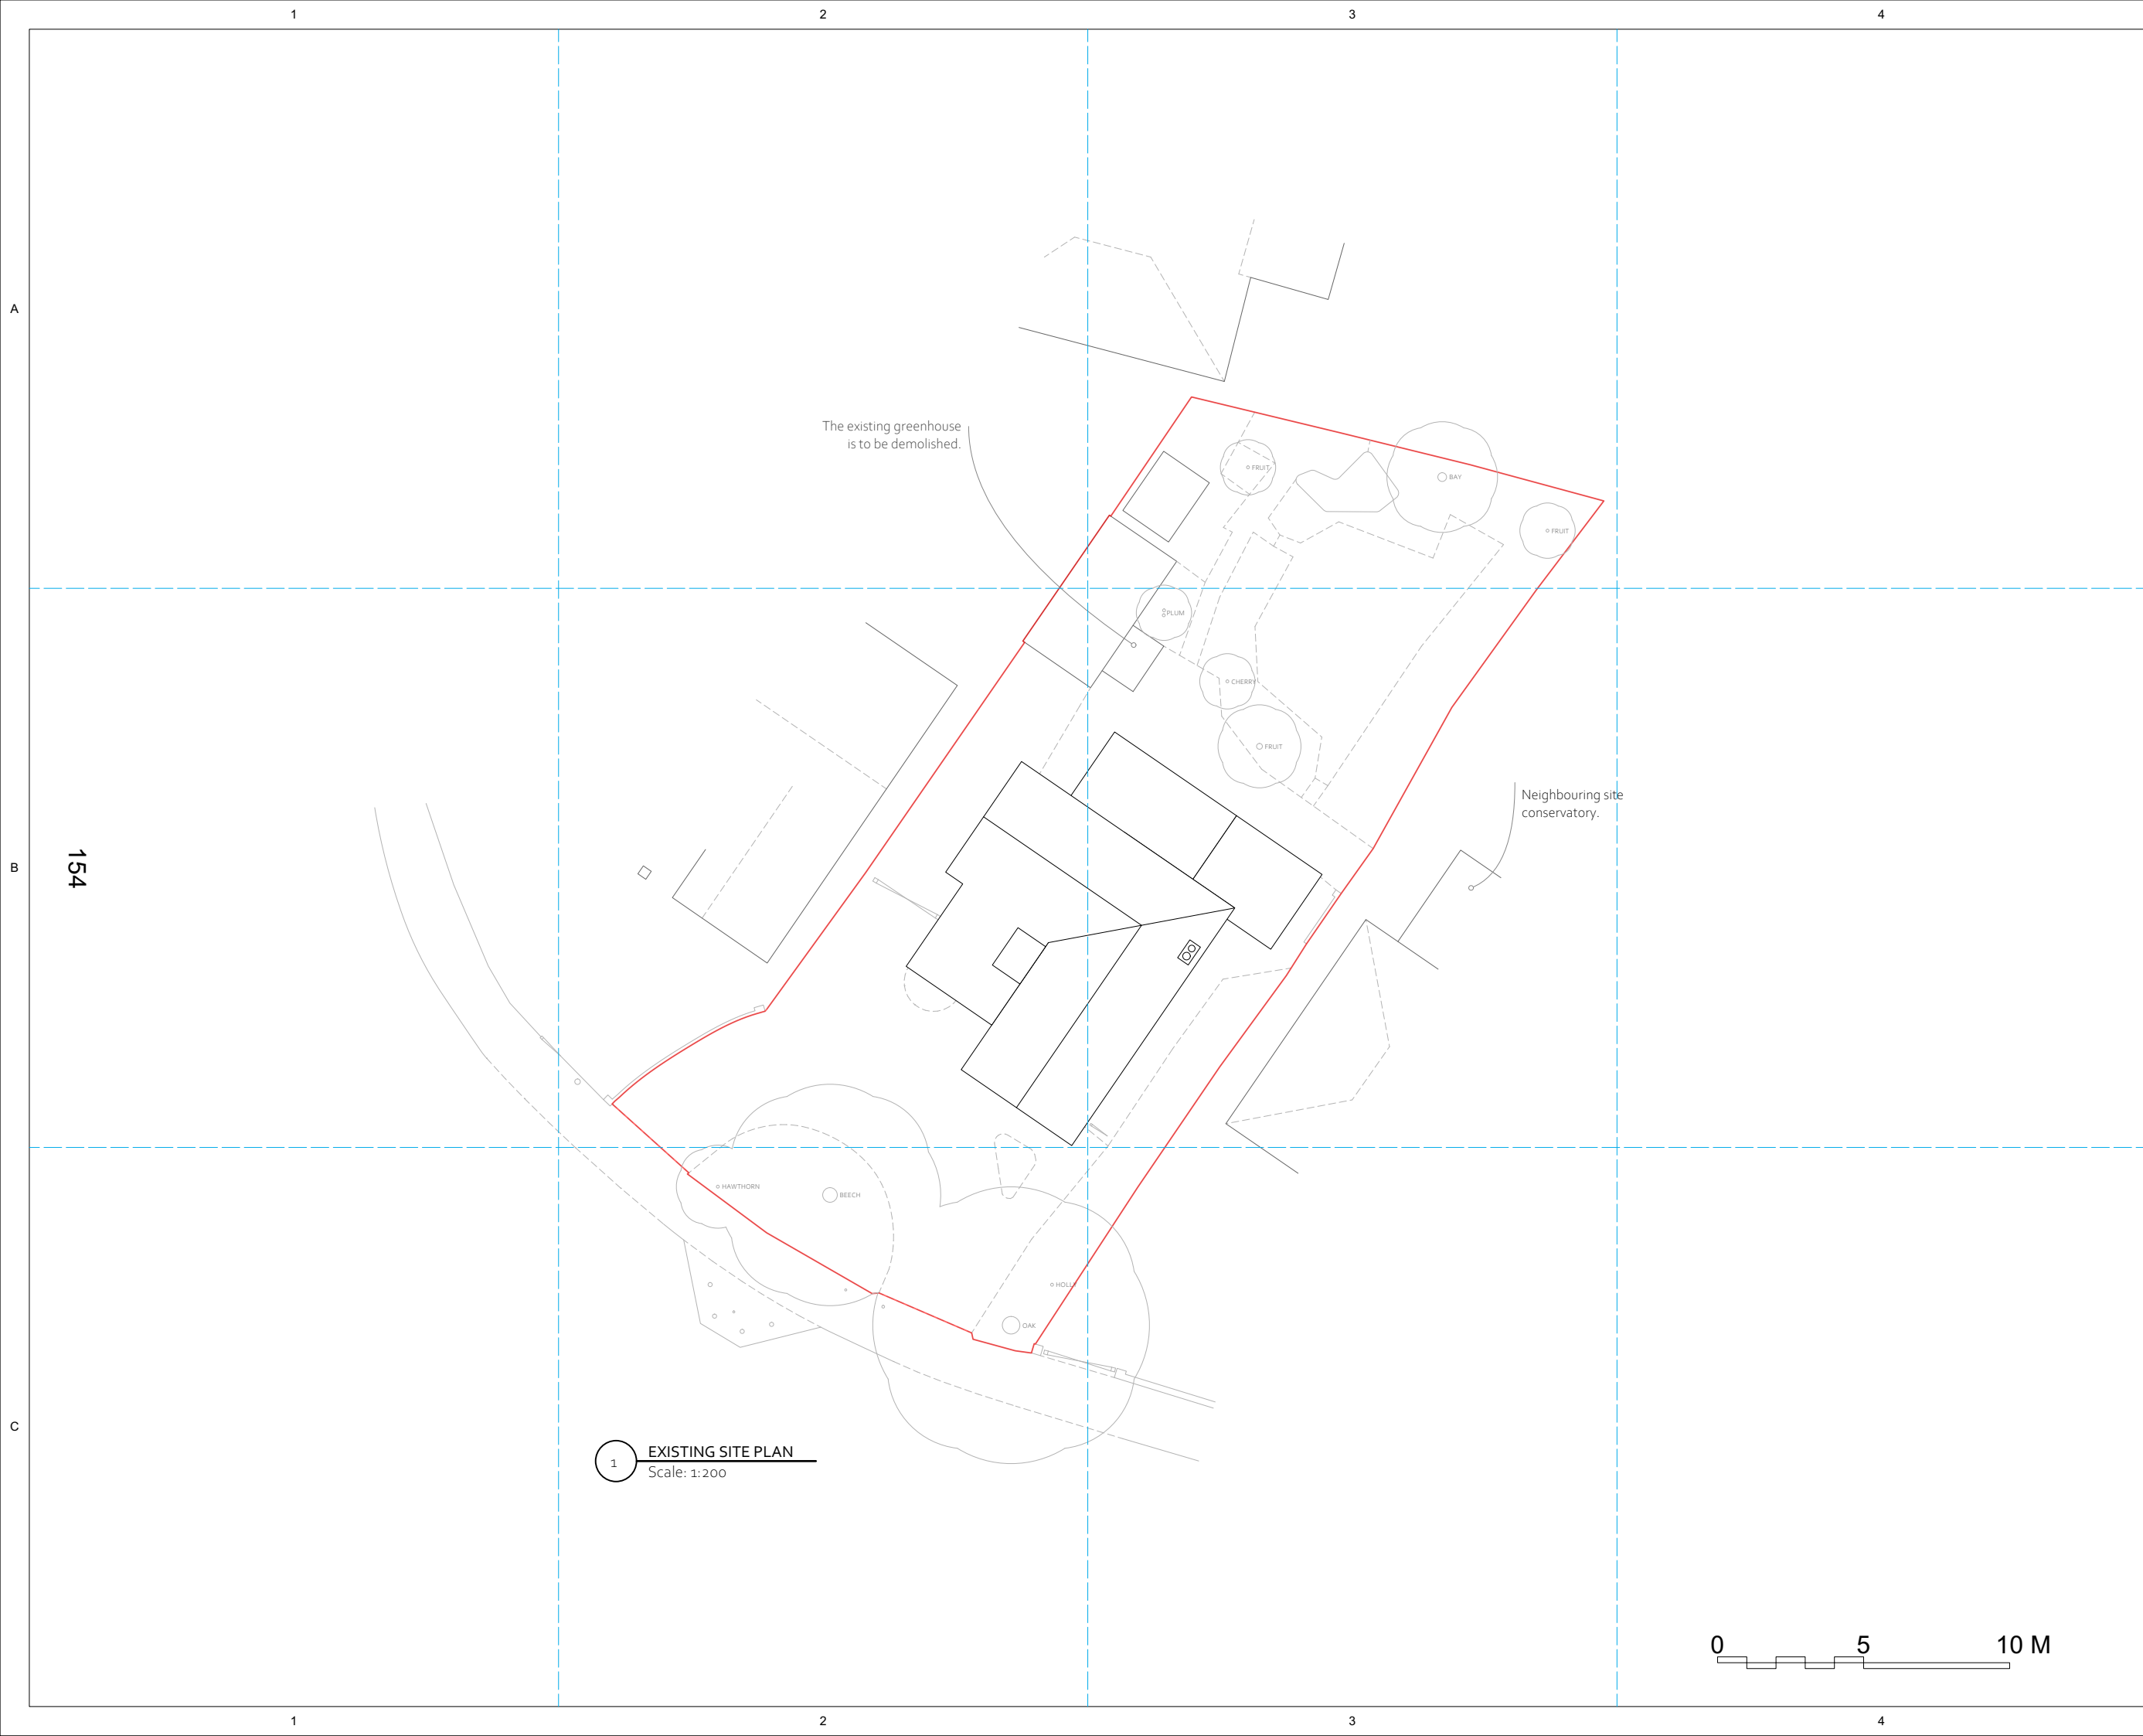 1 2 3 4
A
The existing greenhouse
is to be demolished.
FRUIT
BAY
FRUIT
PLUM
CHERRY
FRUIT
Neighbouring site
conservatory.
B
154
HAWTHORN
BEECH
HOLLY
OAK
C
1
EXISTING SITE PLAN
Scale: 1:200
0 5 10 M
1 2 3 4